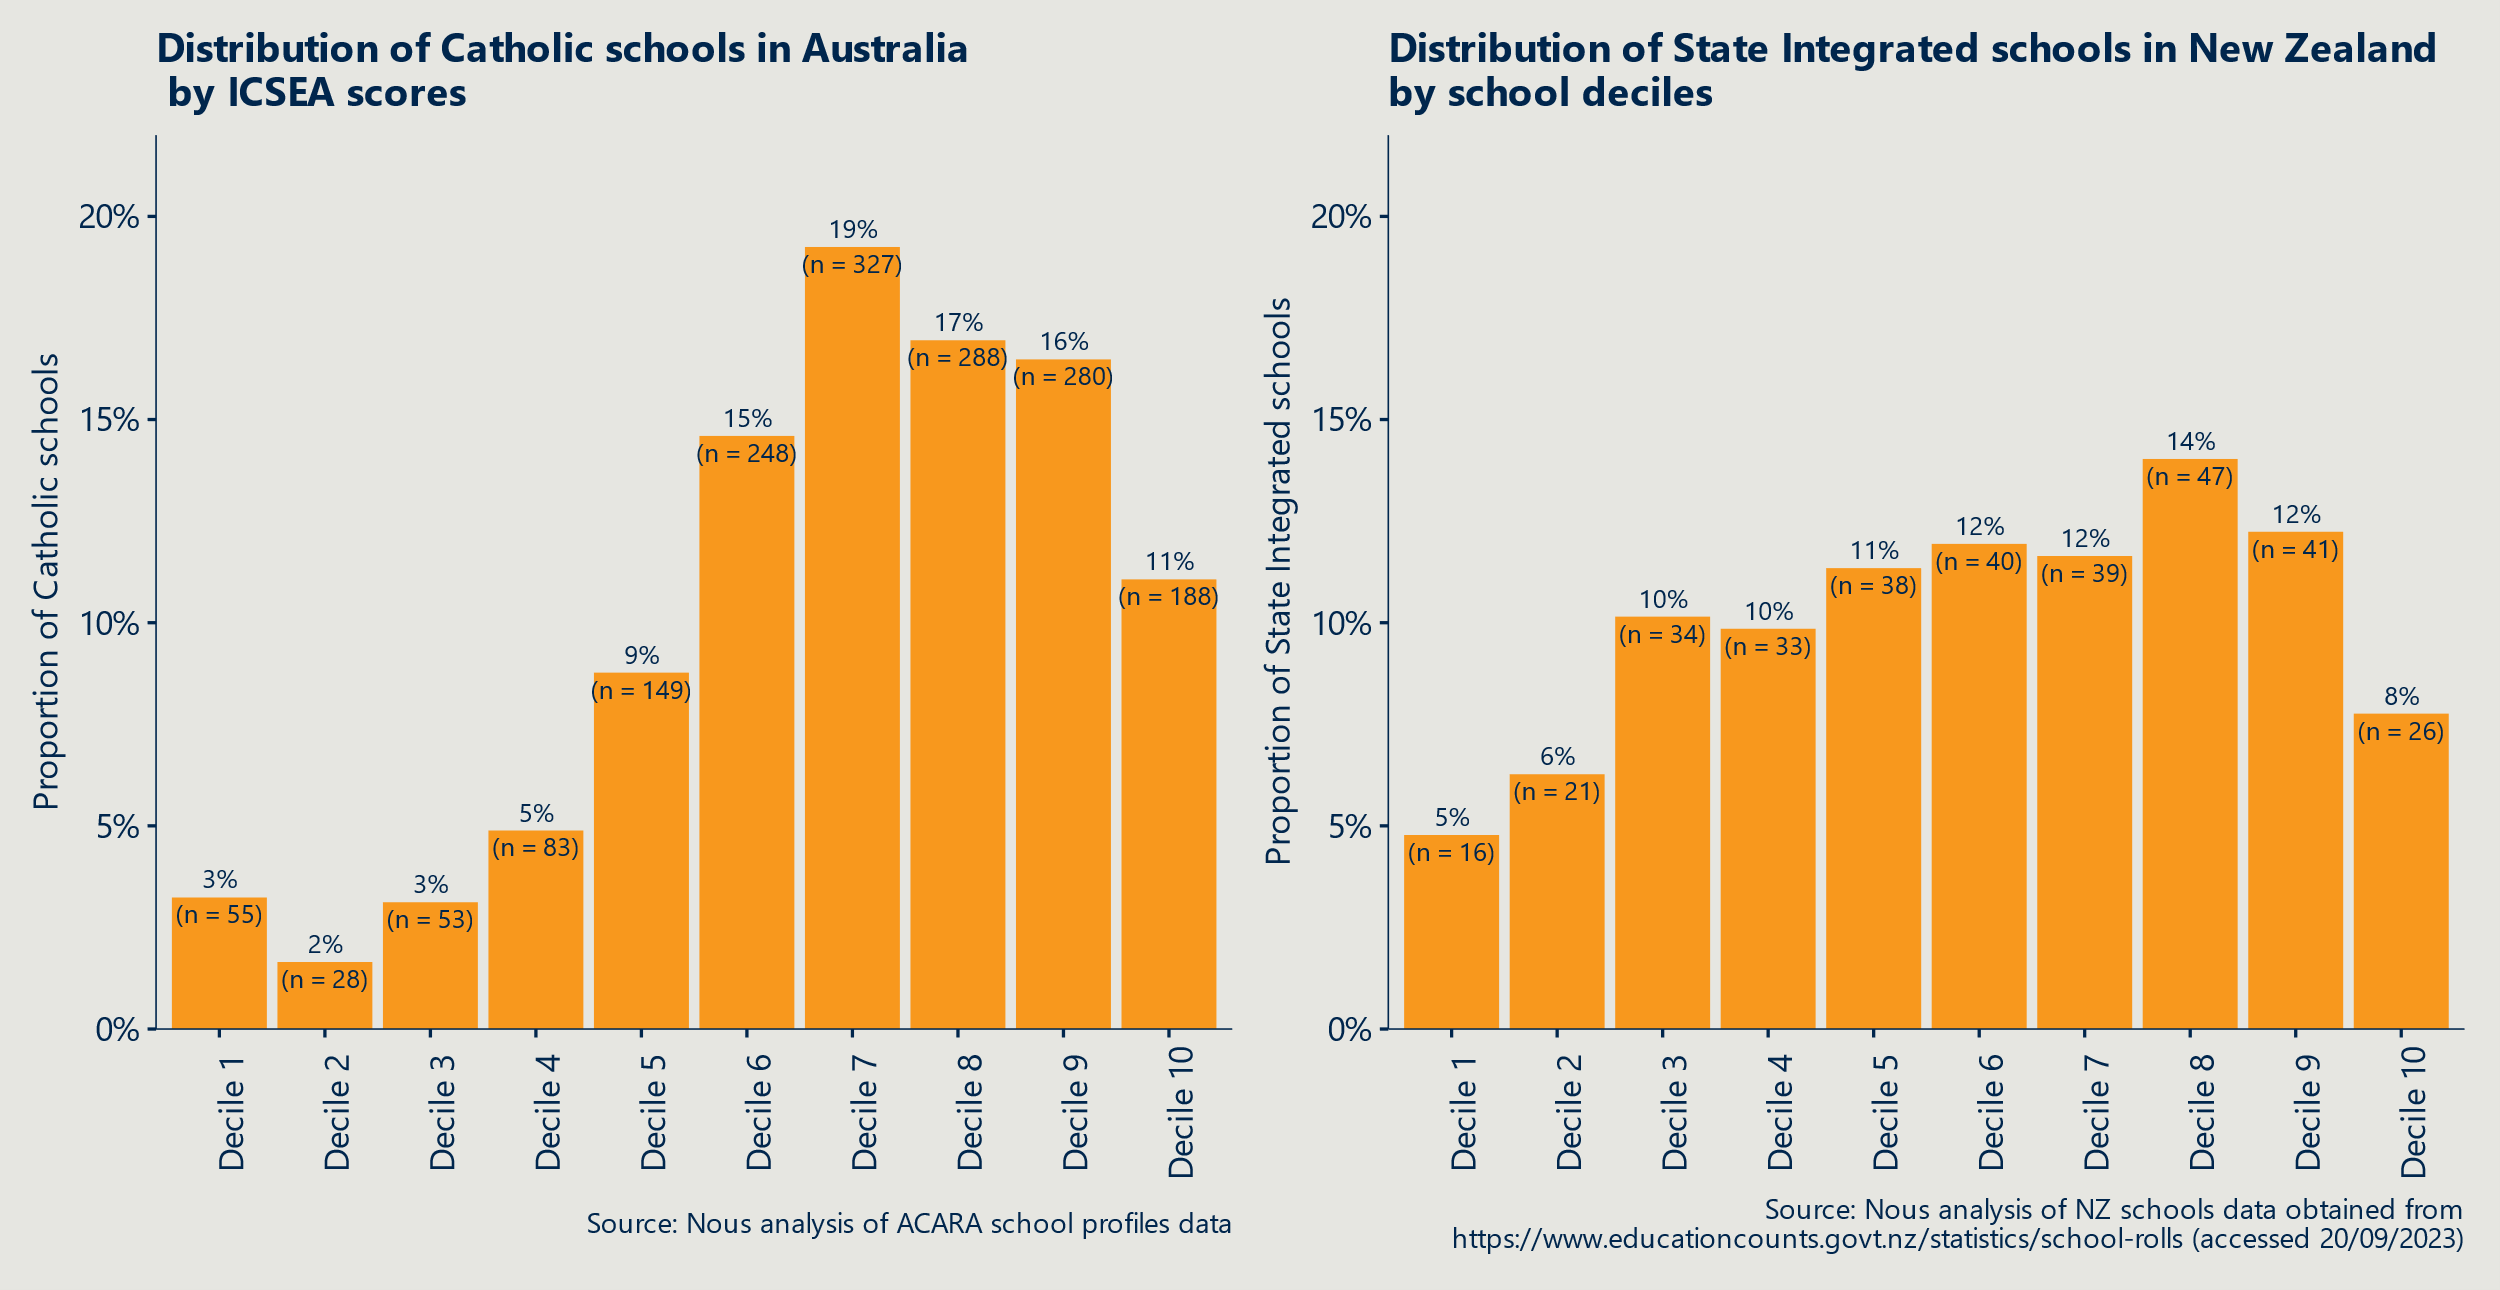 Distribution of Catholic schools in Australia
by ICSEA scores
Proportion of Catholic schools
20%
15%
10%
5%
0%
3%
(n = 55)
2%
(n = 28)
3%
(n = 53)
5%
(n = 83)
9%
(n = 149)
15%
(n = 248)
19%
(n = 327)
17%
(n = 288)
16%
(n = 280)
11%
(n = 188)
Decile 1
Decile 2
Decile 3
Decile 4
Decile 5
Decile 6
Decile 7
Decile 8
Decile 9
Decile 10
Source: Nous analysis of ACARA school profiles data
Distribution of State Integrated schools in New Zealand
by school deciles
Proportion of State Integrated schools
20%
15%
10%
5%
0%
5%
(n = 16)
6%
(n = 21)
10%
(n = 34)
10%
(n = 33)
11%
(n = 38)
12%
(n = 40)
12%
(n = 39)
14%
(n = 47)
12%
(n = 41)
8%
(n = 26)
Decile 1
Decile 2
Decile 3
Decile 4
Decile 5
Decile 6
Decile 7
Decile 8
Decile 9
Decile 10
Source: Nous analysis of NZ schools data obtained from
https://www.educationcounts.govt.nz/statistics/school-rolls (accessed 20/09/2023)